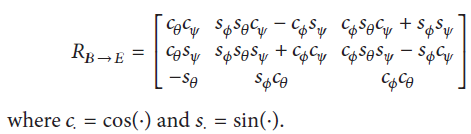 R_{B→E} = [ c_θc_ψ s_ϕs_θc_ψ − c_ϕs_ψ c_ϕs_θc_ψ + s_ϕs_ψ
c_θs_ψ s_ϕs_θs_ψ + c_ϕc_ψ c_ϕs_θs_ψ − s_ϕc_ψ
−s_θ s_ϕc_θ c_ϕc_θ ]
where c. = cos(·) and s. = sin(·).